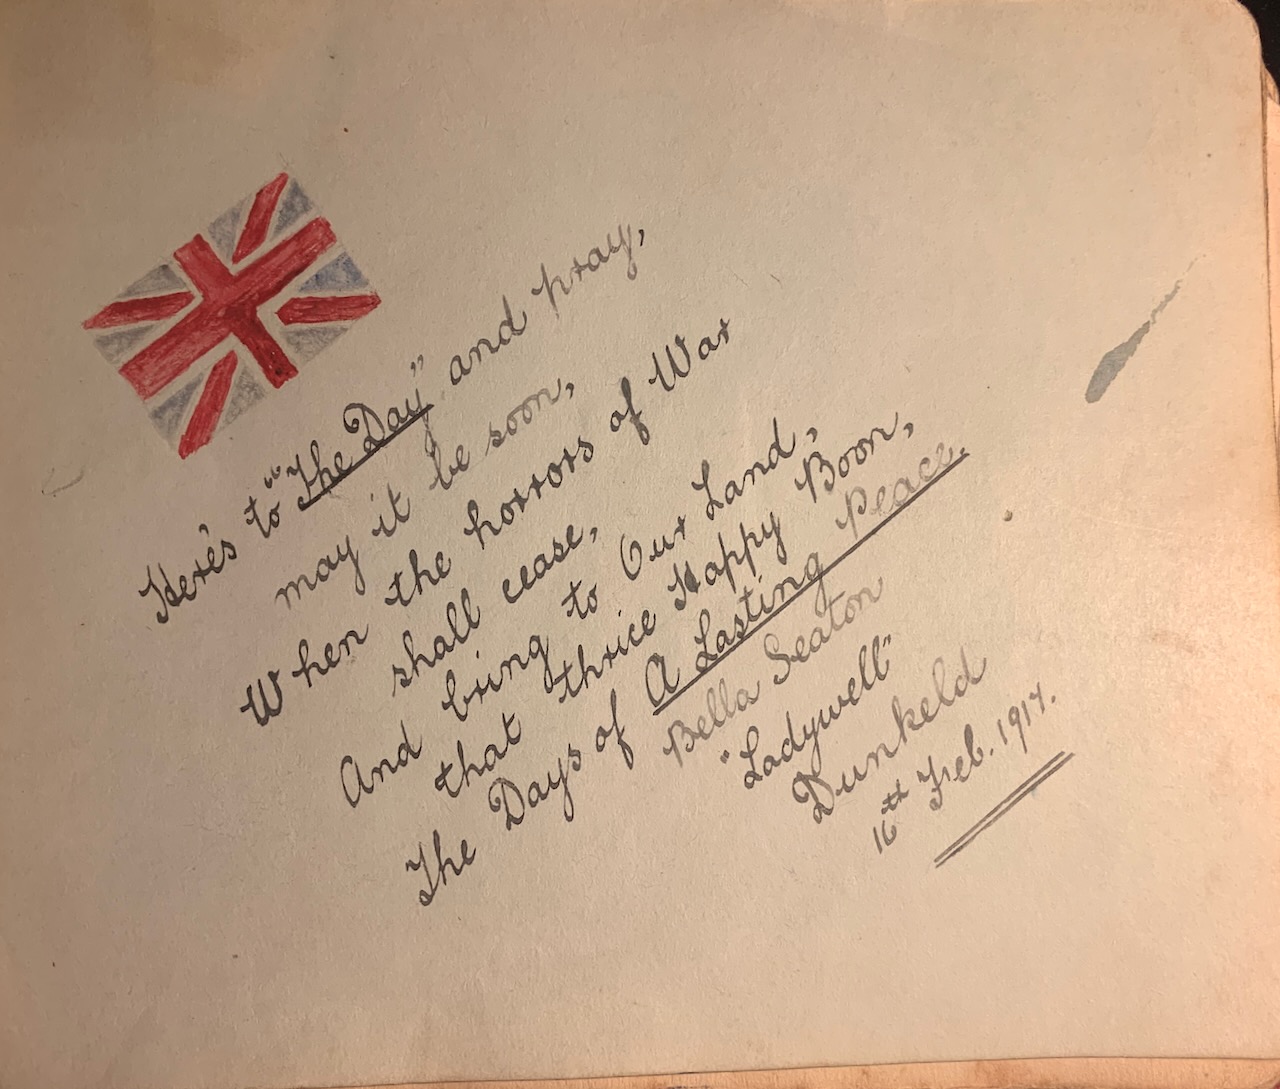 Here's to "The Day" and pray,
may it be soon,
When the horrors of War
shall cease,
And bring to Our Land,
that thrice Happy Boon,
The Days of A Lasting Peace.
Bella Seaton
"Ladywell"
Dunkeld
16th Feb. 1917.